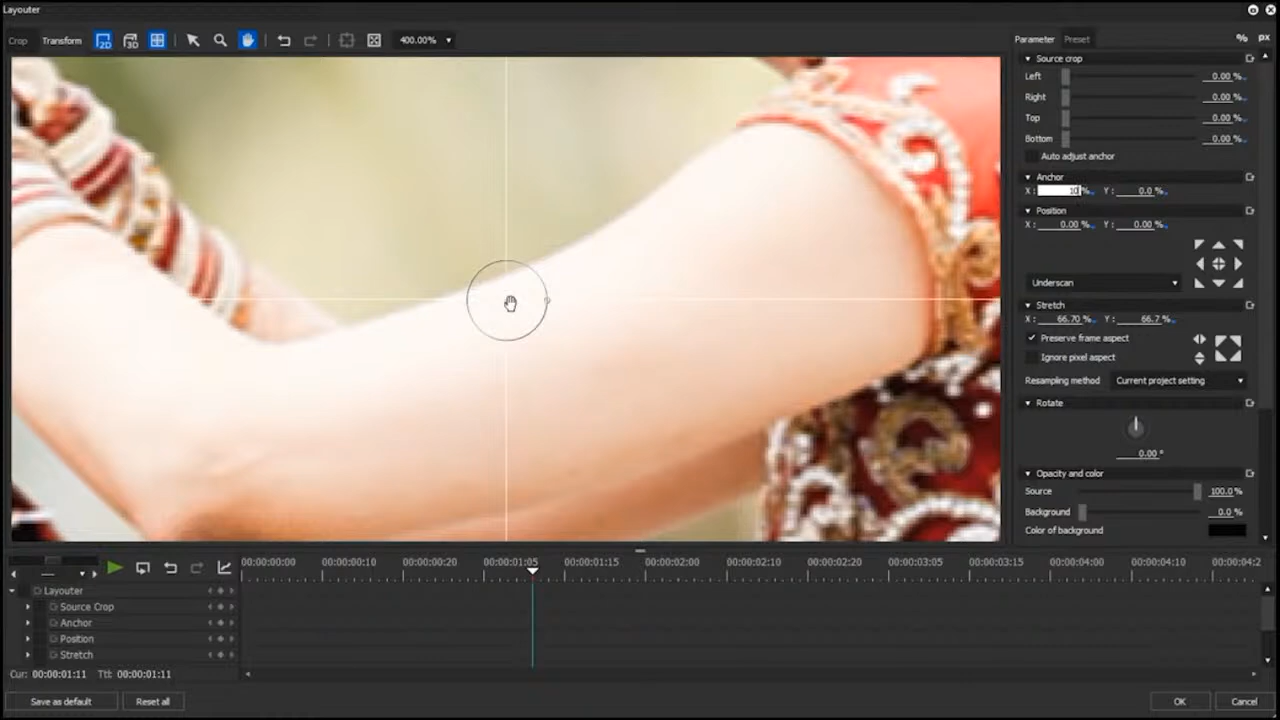 Layouter
Crop Transform 2D 3D 400.00% Parameter Preset % px
Source crop
Left 0.00 %
Right 0.00 %
Top 0.00 %
Bottom 0.00 %
Auto adjust anchor
Anchor
X : 10 % Y : 0.0 %
Position
X : 0.00 % Y : 0.00 %
Underscan
Stretch
X : 66.70 % Y : 66.7 %
Preserve frame aspect
Ignore pixel aspect
Resampling method Current project setting
Rotate
0.00 °
Opacity and color
Source 100.0 %
Background 0.0 %
Color of background
00:00:00:00 00:00:00:10 00:00:00:20 00:00:01:05 00:00:01:15 00:00:02:00 00:00:02:10 00:00:02:20 00:00:03:05 00:00:03:15 00:00:04:00 00:00:04:10 00:00:04:2
Layouter
Source Crop
Anchor
Position
Stretch
Cur: 00:00:01:11 Ttl: 00:00:01:11
Save as default Reset all OK Cancel